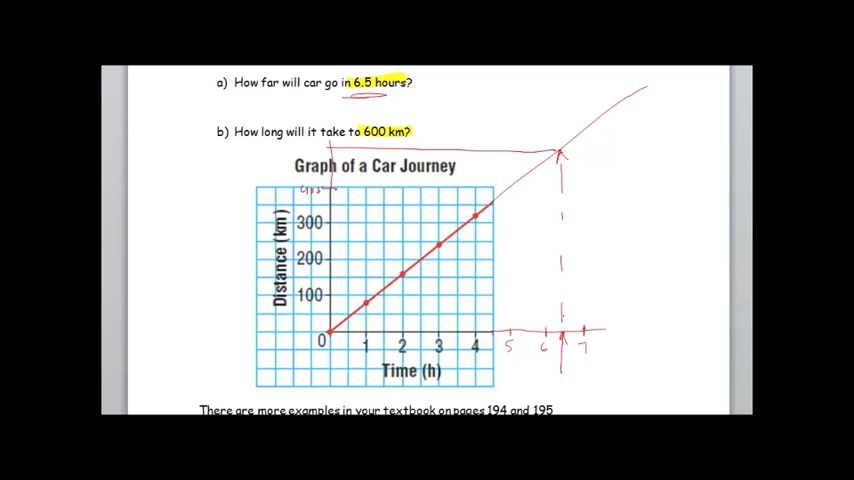 a) How far will car go in 6.5 hours?
b) How long will it take to 600 km?
Graph of a Car Journey
Distance (km)
400
300
200
100
0
1 2 3 4 5 6 7
Time (h)
There are more examples in your textbook on pages 194 and 195